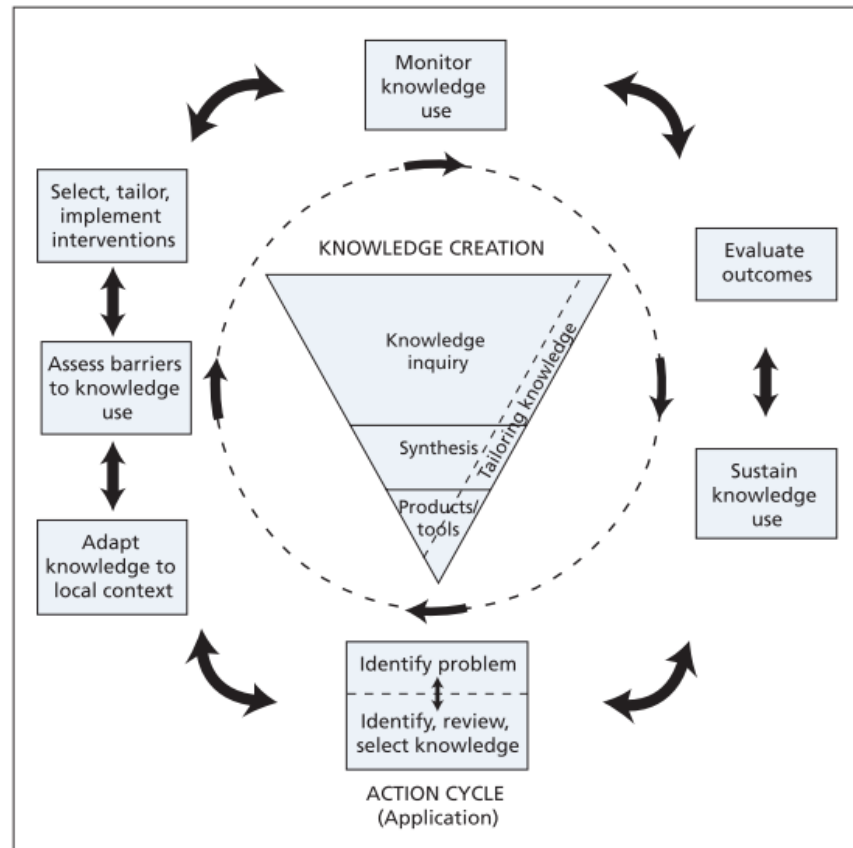 Monitor
knowledge
use
Select, tailor,
implement
interventions
KNOWLEDGE CREATION
Evaluate
outcomes
Knowledge
inquiry
Tailoring knowledge
Assess barriers
to knowledge
use
Synthesis
Products/
tools
Sustain
knowledge
use
Adapt
knowledge to
local context
Identify problem
Identify, review,
select knowledge
ACTION CYCLE
(Application)